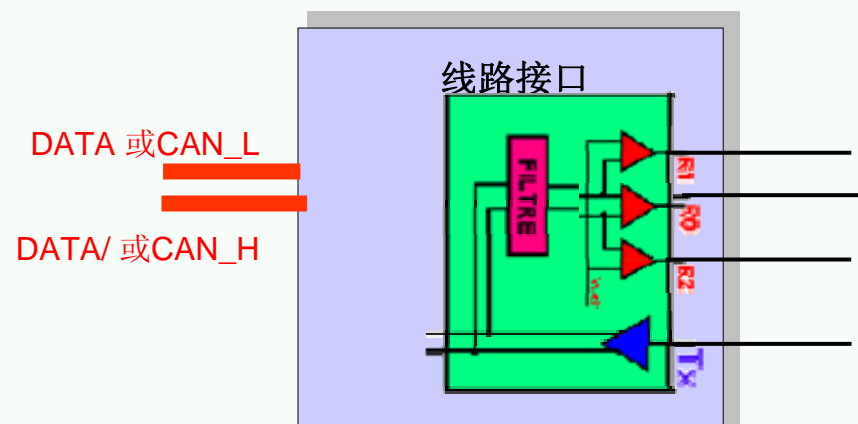 线路接口
DATA 或CAN_L
DATA/ 或CAN_H
FILTRE
R1
R0
R2
Tx